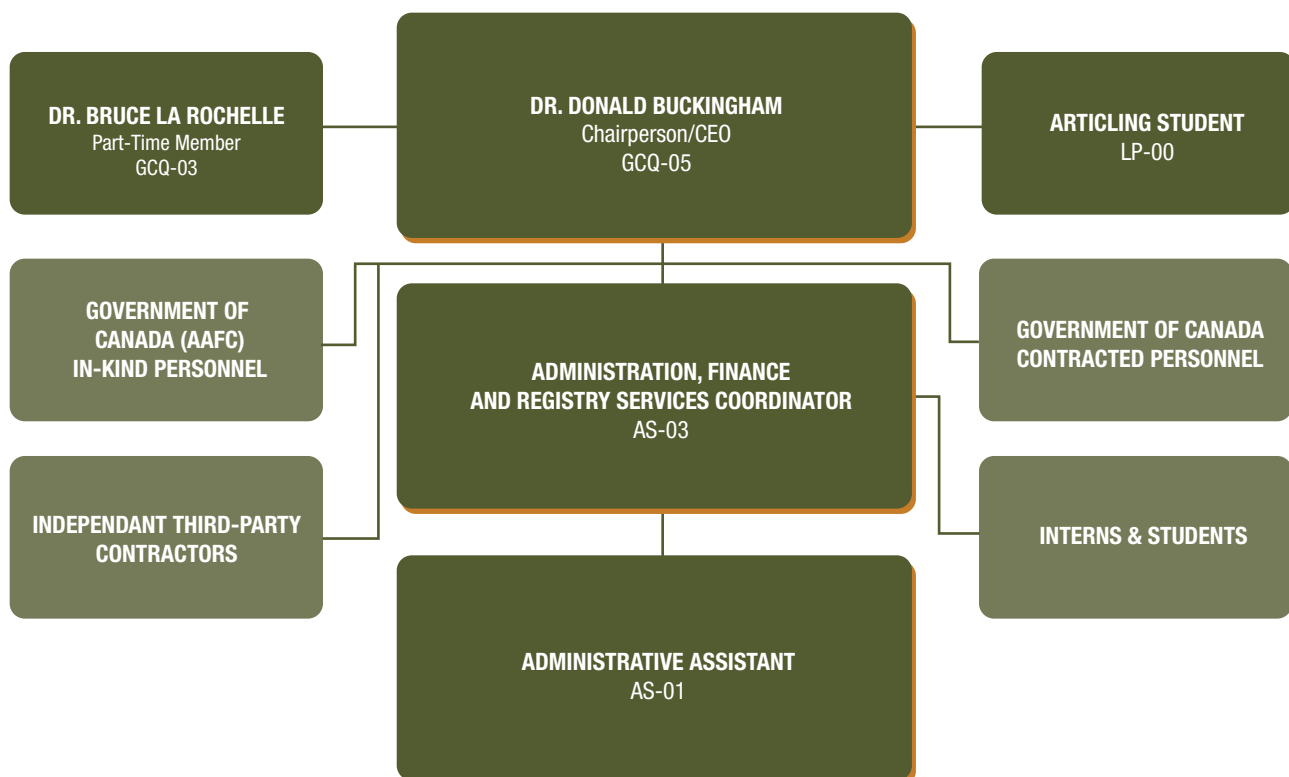 DR. BRUCE LA ROCHELLE
Part-Time Member
GCQ-03
DR. DONALD BUCKINGHAM
Chairperson/CEO
GCQ-05
ARTICLING STUDENT
LP-00
GOVERNMENT OF
CANADA (AAFC)
IN-KIND PERSONNEL
ADMINISTRATION, FINANCE
AND REGISTRY SERVICES COORDINATOR
AS-03
GOVERNMENT OF CANADA
CONTRACTED PERSONNEL
INDEPENDANT THIRD-PARTY
CONTRACTORS
INTERNS & STUDENTS
ADMINISTRATIVE ASSISTANT
AS-01